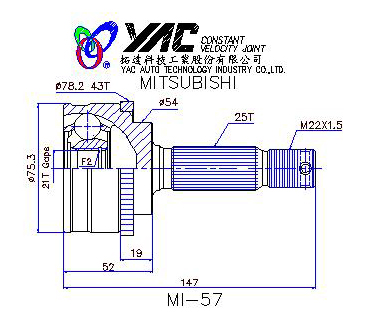 YAC CONSTANT
VELOCITY JOINT
拓達科技工業股份有限公司
YAC AUTO TECHNOLOGY INDUSTRY CO.,LTD.
MITSUBISHI
ø78.2 43T
ø54
25T
M22X1.5
ø75.3
21T Gaps
F2
19
52
147
MI-57